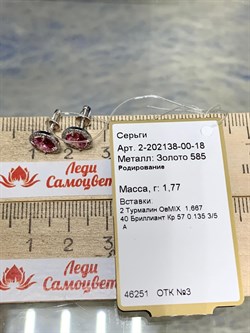 Серьги
Арт. 2-202138-00-18
Металл: Золото 585
Родирование
Масса, г: 1,77
Вставки
2 Турмалин ОвMIX 1.667
40 Бриллиант Кр 57 0.135 3/5
А
46251 ОТК №3
Леди
Самоцвет
Леди
Самоцвет